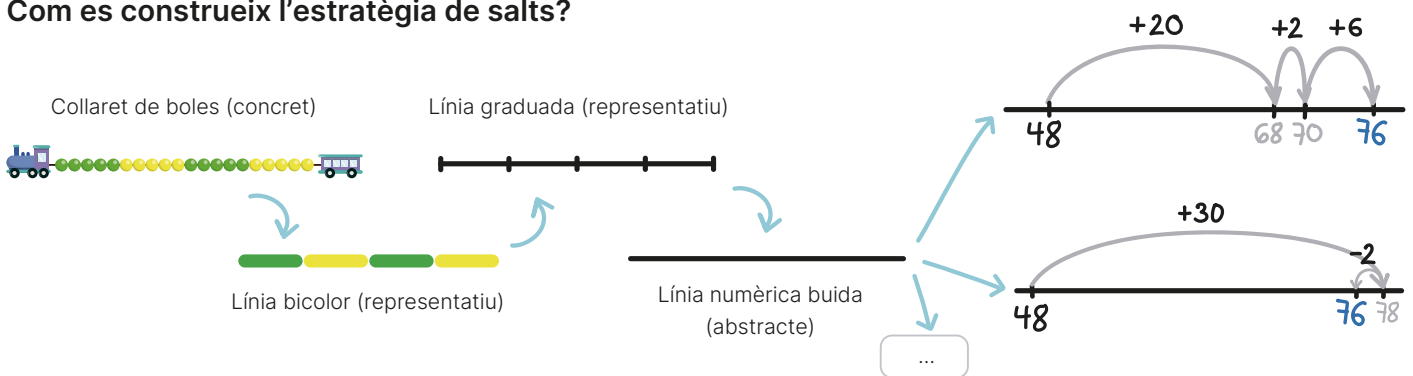 Com es construeix l'estratègia de salts?
Collaret de boles (concret)
Línia bicolor (representatiu)
Línia graduada (representatiu)
Línia numèrica buida
(abstracte)
...
+20 +2 +6
48 68 70 76
+30
-2
48 76 78